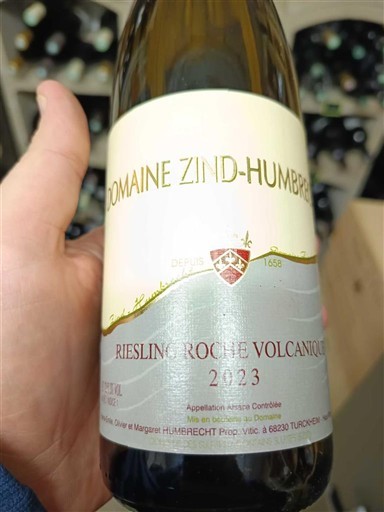 DOMAINE ZIND-HUMBRE
DEPUIS 1658
RIESLING ROCHE VOLCANIQUE
2023
Appellation Alsace Contrôlée
Mis en bouteille au Domaine
Olivier et Margaret HUMBRECHT Prop. Vitic. à 68230 TURCKHEIM